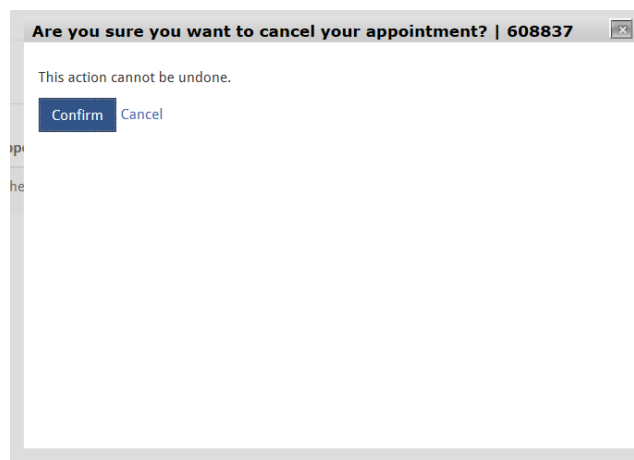 Are you sure you want to cancel your appointment? | 608837
This action cannot be undone.
Confirm Cancel